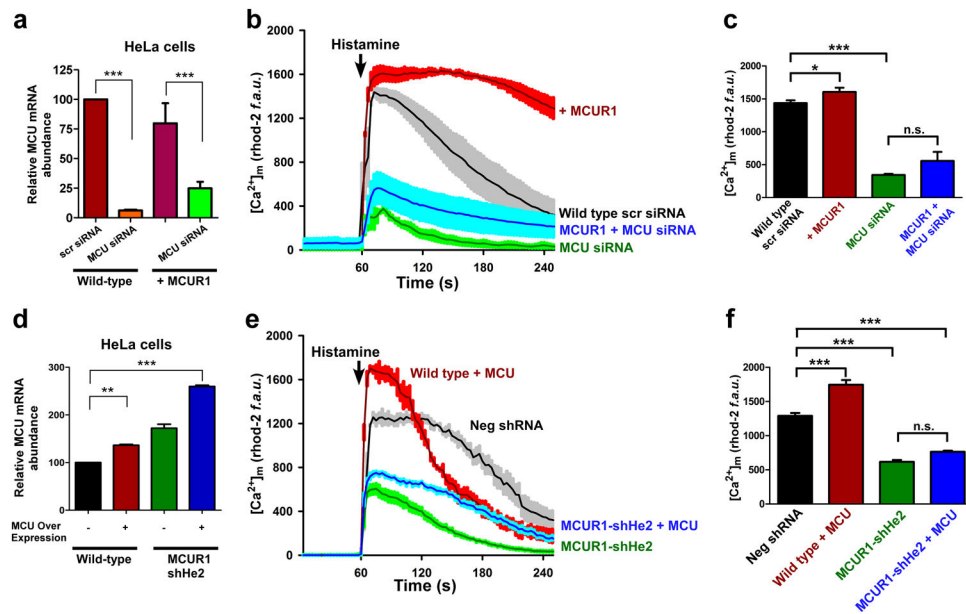 a
HeLa cells
Relative MCU mRNA
abundance
125
100
75
50
25
0
***
***
scr siRNA
MCU siRNA
MCU siRNA
Wild-type
+ MCUR1
b
Histamine
[Ca²⁺]m (rhod-2 f.a.u.)
2000
1600
1200
800
400
0
0
60
120
180
240
Time (s)
+ MCUR1
Wild type scr siRNA
MCUR1 + MCU siRNA
MCU siRNA
c
[Ca²⁺]m (rhod-2 f.a.u.)
2000
1500
1000
500
0
***
*
n.s.
Wild type
scr siRNA
+ MCUR1
MCU siRNA
MCUR1 +
MCU siRNA
d
HeLa cells
Relative MCU mRNA
abundance
300
200
100
0
***
**
MCU Over
Expression
-
+
-
+
Wild-type
MCUR1
shHe2
e
Histamine
[Ca²⁺]m (rhod-2 f.a.u.)
2000
1600
1200
800
400
0
0
60
120
180
240
Time (s)
Wild type + MCU
Neg shRNA
MCUR1-shHe2 + MCU
MCUR1-shHe2
f
[Ca²⁺]m (rhod-2 f.a.u.)
2000
1500
1000
500
0
***
***
***
n.s.
Neg shRNA
Wild type + MCU
MCUR1-shHe2
MCUR1-shHe2 + MCU